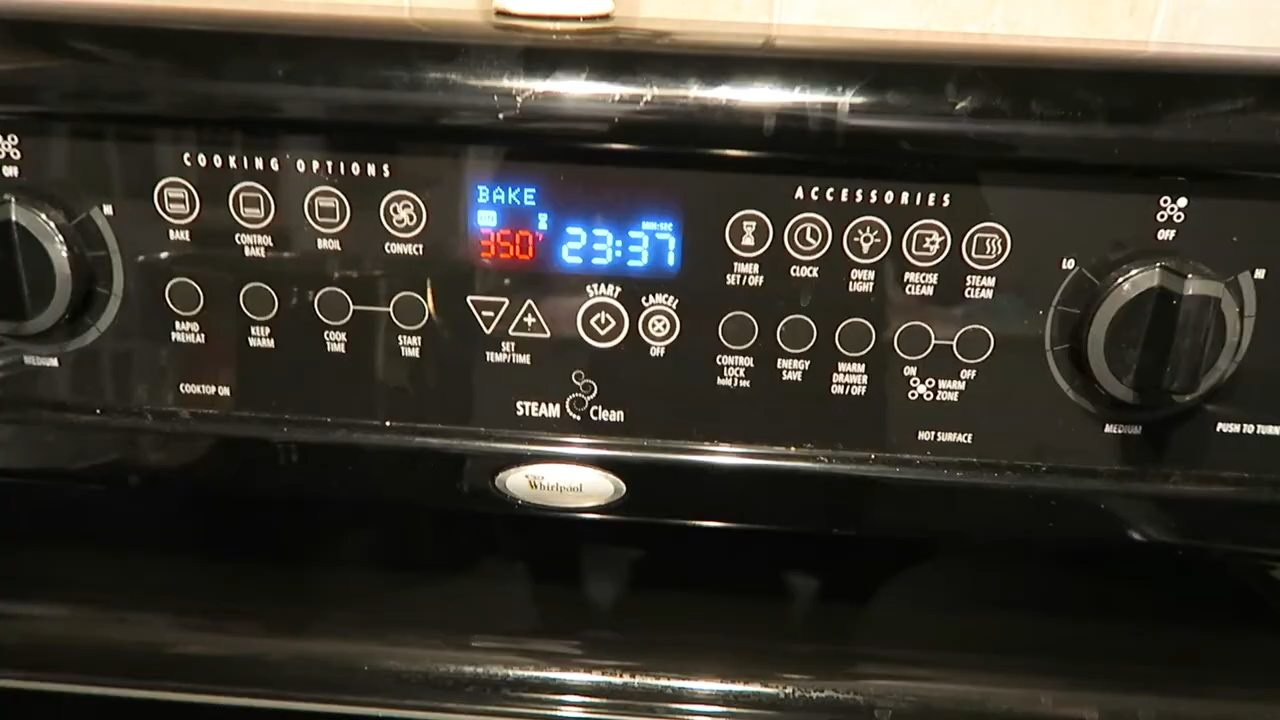 COOKING OPTIONS
BAKE
CONTROL BAKE
BROIL
CONVECT
RAPID PREHEAT
KEEP WARM
COOK TIME
START TIME
COOKTOP ON
OFF
HI
MEDIUM
BAKE
ON
MIN:SEC
350°
23:37
START
CANCEL
OFF
SET TEMP/TIME
STEAM Clean
Whirlpool
ACCESSORIES
TIMER SET/OFF
CLOCK
OVEN LIGHT
PRECISE CLEAN
STEAM CLEAN
CONTROL LOCK hold 3 sec
ENERGY SAVE
WARM DRAWER ON/OFF
ON
OFF
WARM ZONE
HOT SURFACE
OFF
LO
HI
MEDIUM
PUSH TO TURN